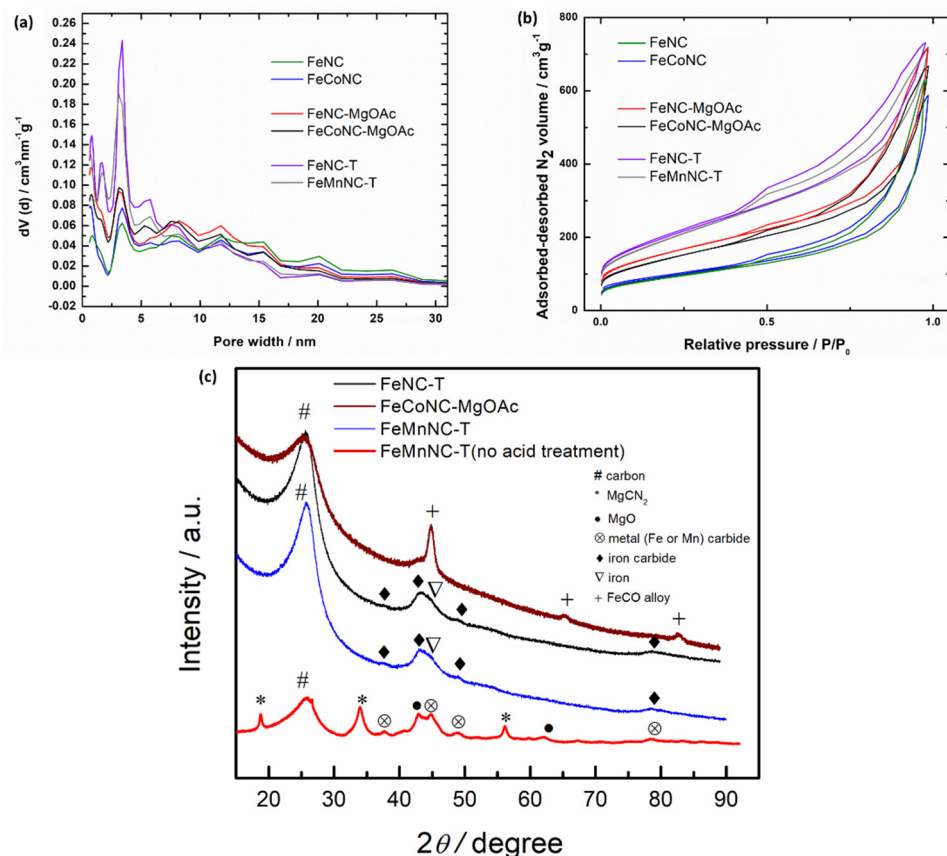 (a)
0.26
0.24
0.22
0.20
0.18
0.16
0.14
0.12
0.10
0.08
0.06
0.04
0.02
0.00
-0.02
dV (d) / cm³nm⁻¹g⁻¹
FeNC
FeCoNC
FeNC-MgOAc
FeCoNC-MgOAc
FeNC-T
FeMnNC-T
0 5 10 15 20 25 30
Pore width / nm
(b)
800
700
600
500
400
300
200
100
0
Adsorbed-desorbed N₂ volume / cm³g⁻¹
FeNC
FeCoNC
FeNC-MgOAc
FeCoNC-MgOAc
FeNC-T
FeMnNC-T
0.0 0.5 1.0
Relative pressure / P/P₀
(c)
Intensity / a.u.
FeNC-T
FeCoNC-MgOAc
FeMnNC-T
FeMnNC-T(no acid treatment)
# carbon
* MgCN₂
● MgO
⊗ metal (Fe or Mn) carbide
◆ iron carbide
▽ iron
+ FeCO alloy
#
#
#
+
+
+
* * *
20 30 40 50 60 70 80 90
2θ / degree